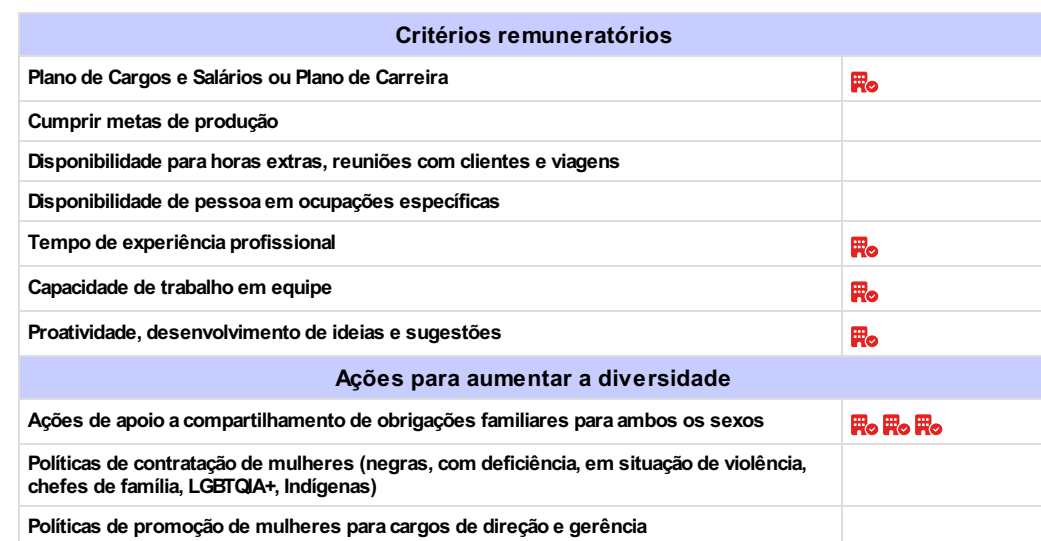 Critérios remuneratórios
Plano de Cargos e Salários ou Plano de Carreira
Cumprir metas de produção
Disponibilidade para horas extras, reuniões com clientes e viagens
Disponibilidade de pessoa em ocupações específicas
Tempo de experiência profissional
Capacidade de trabalho em equipe
Proatividade, desenvolvimento de ideias e sugestões
Ações para aumentar a diversidade
Ações de apoio a compartilhamento de obrigações familiares para ambos os sexos
Políticas de contratação de mulheres (negras, com deficiência, em situação de violência,
chefes de família, LGBTQIA+, Indígenas)
Políticas de promoção de mulheres para cargos de direção e gerência